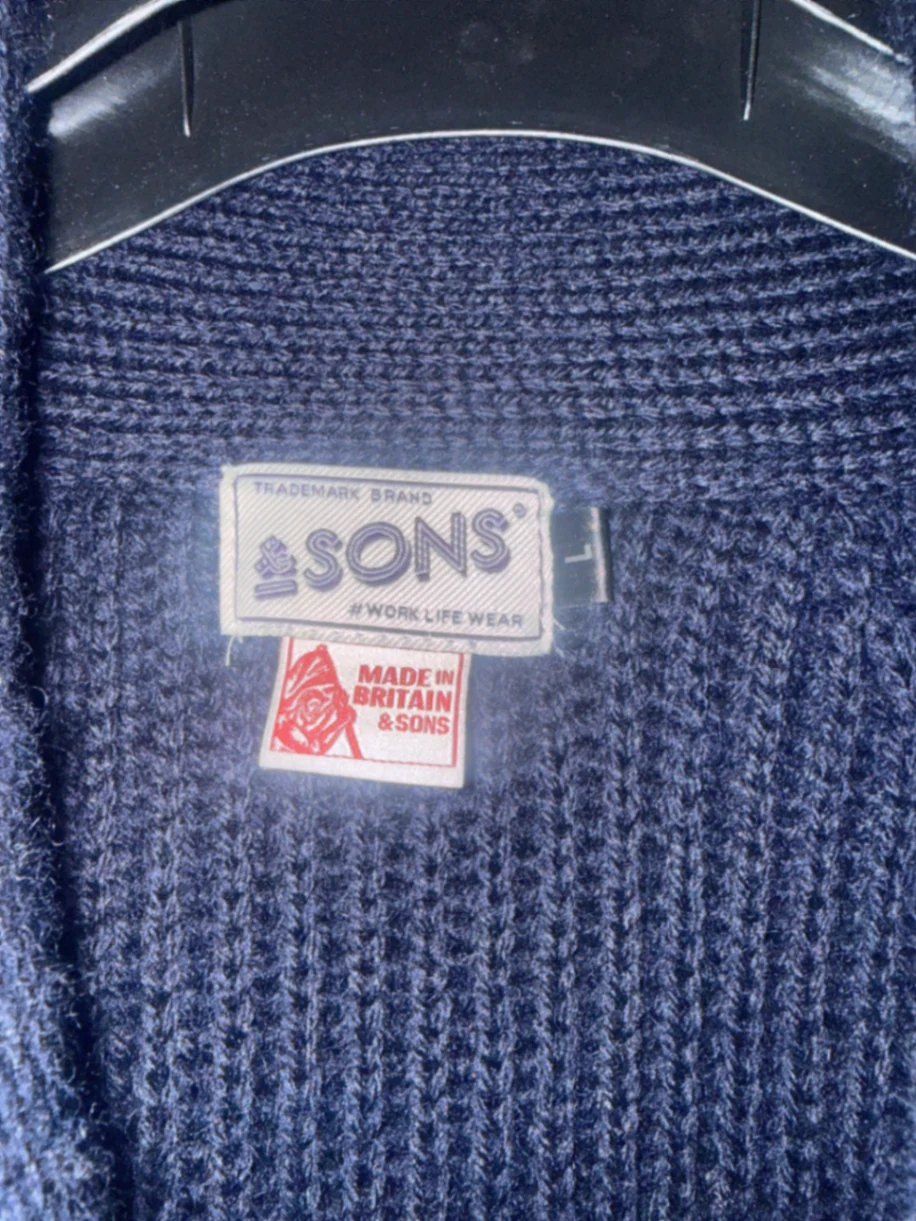 TRADEMARK BRAND
&SONS®
#WORK LIFE WEAR
L
MADE IN
BRITAIN
&SONS